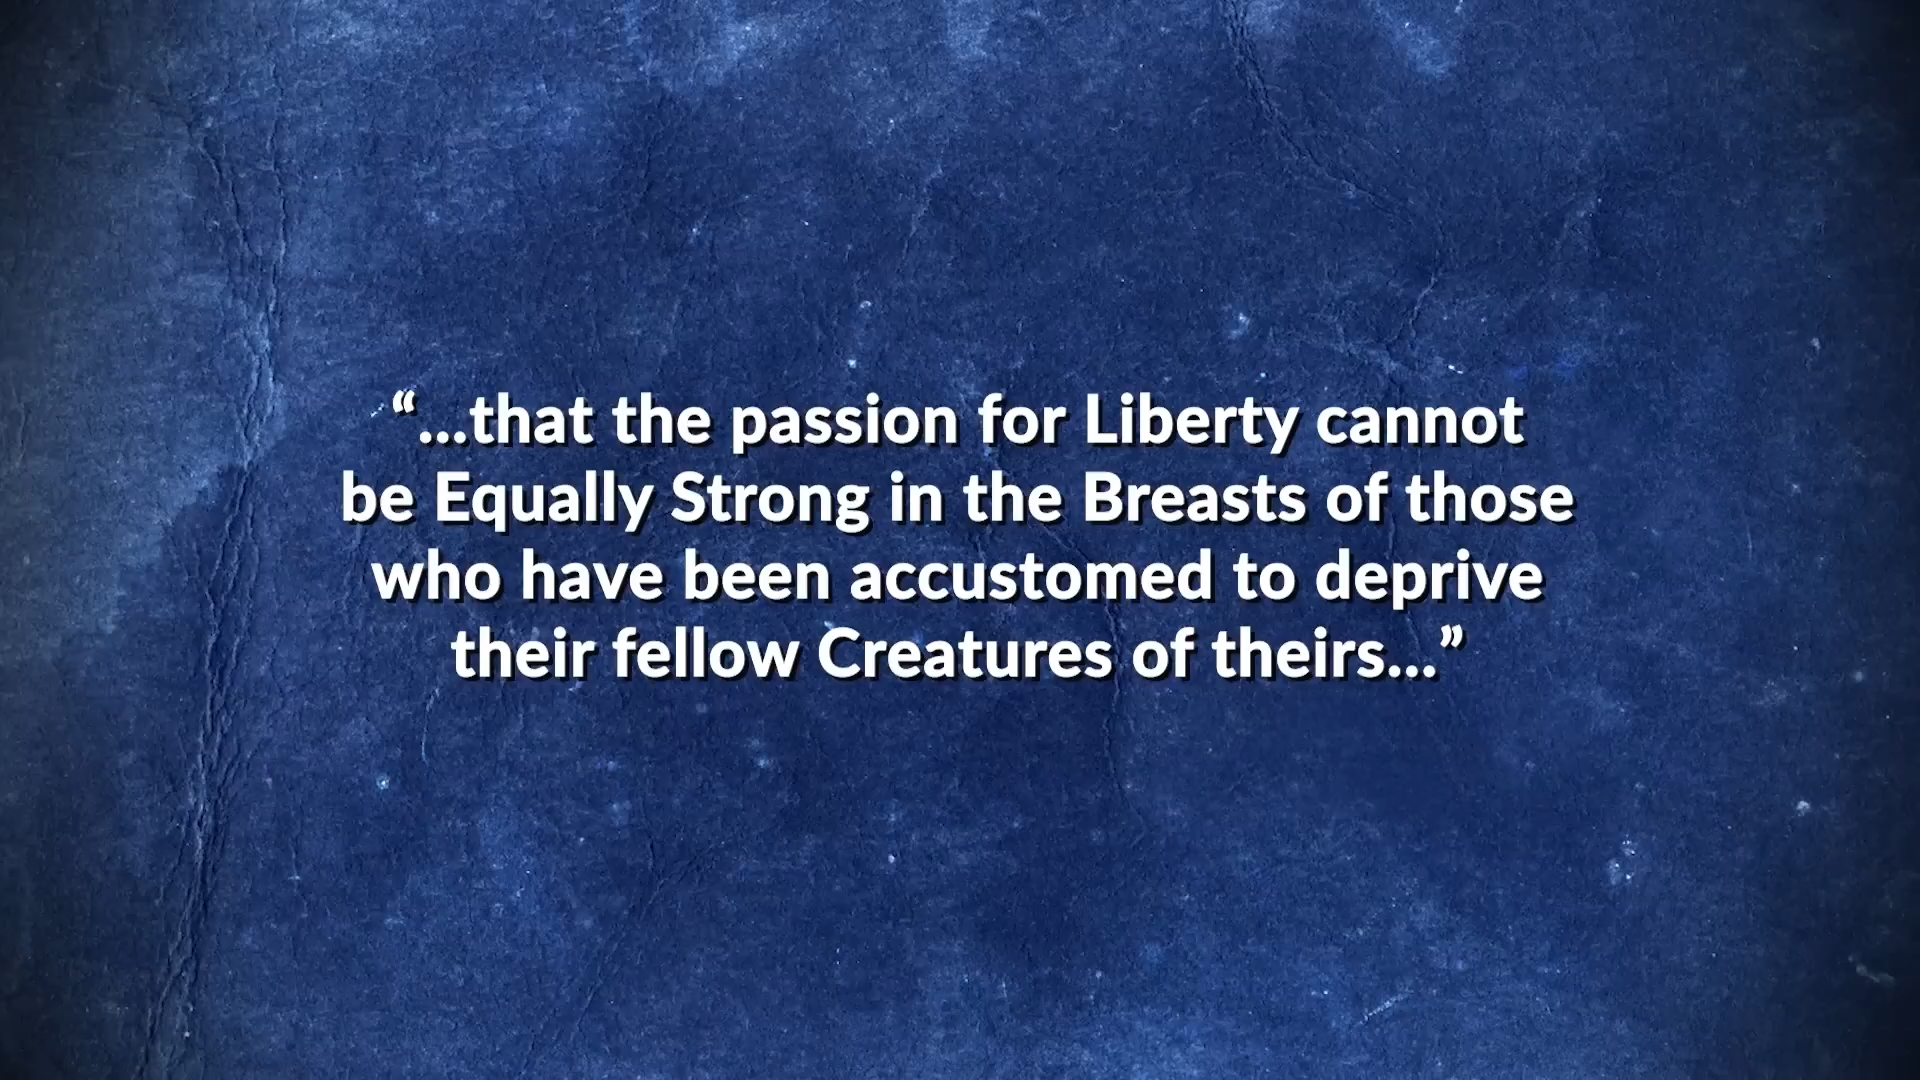 “...that the passion for Liberty cannot
be Equally Strong in the Breasts of those
who have been accustomed to deprive
their fellow Creatures of theirs...”